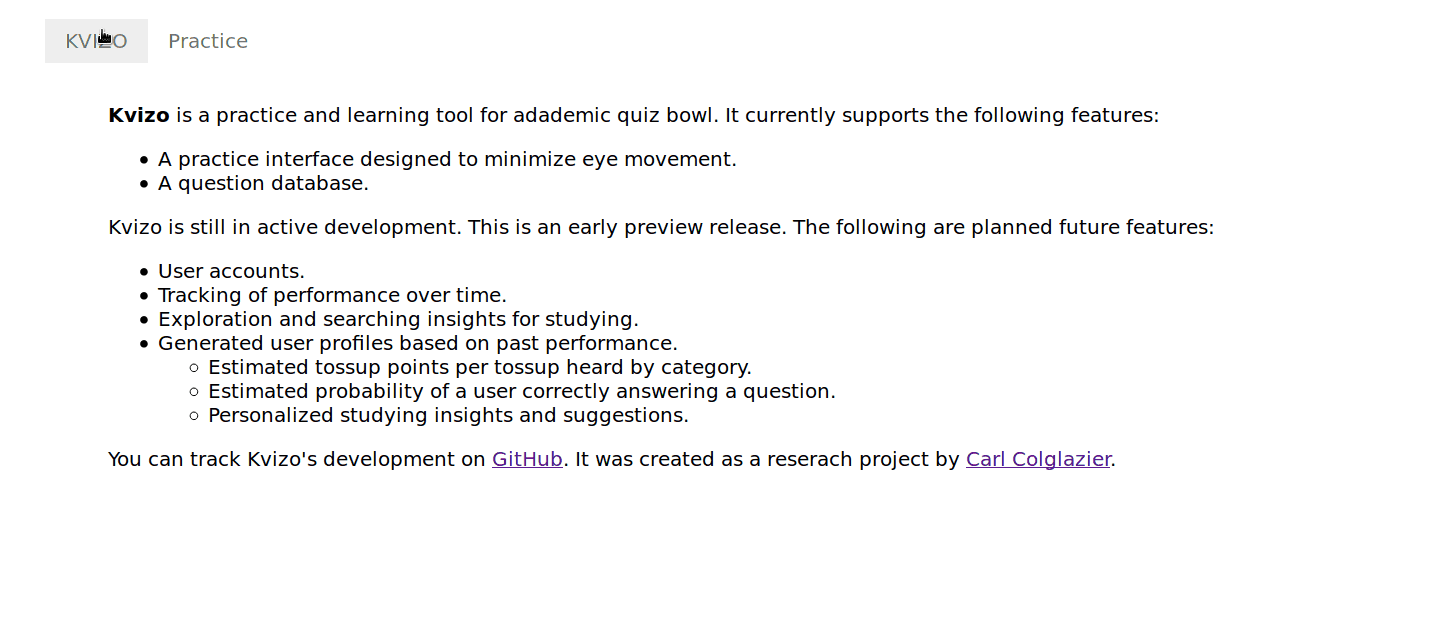 KVIZO Practice
Kvizo is a practice and learning tool for adademic quiz bowl. It currently supports the following features:
A practice interface designed to minimize eye movement.
A question database.
Kvizo is still in active development. This is an early preview release. The following are planned future features:
User accounts.
Tracking of performance over time.
Exploration and searching insights for studying.
Generated user profiles based on past performance.
Estimated tossup points per tossup heard by category.
Estimated probability of a user correctly answering a question.
Personalized studying insights and suggestions.
You can track Kvizo's development on GitHub. It was created as a reserach project by Carl Colglazier.